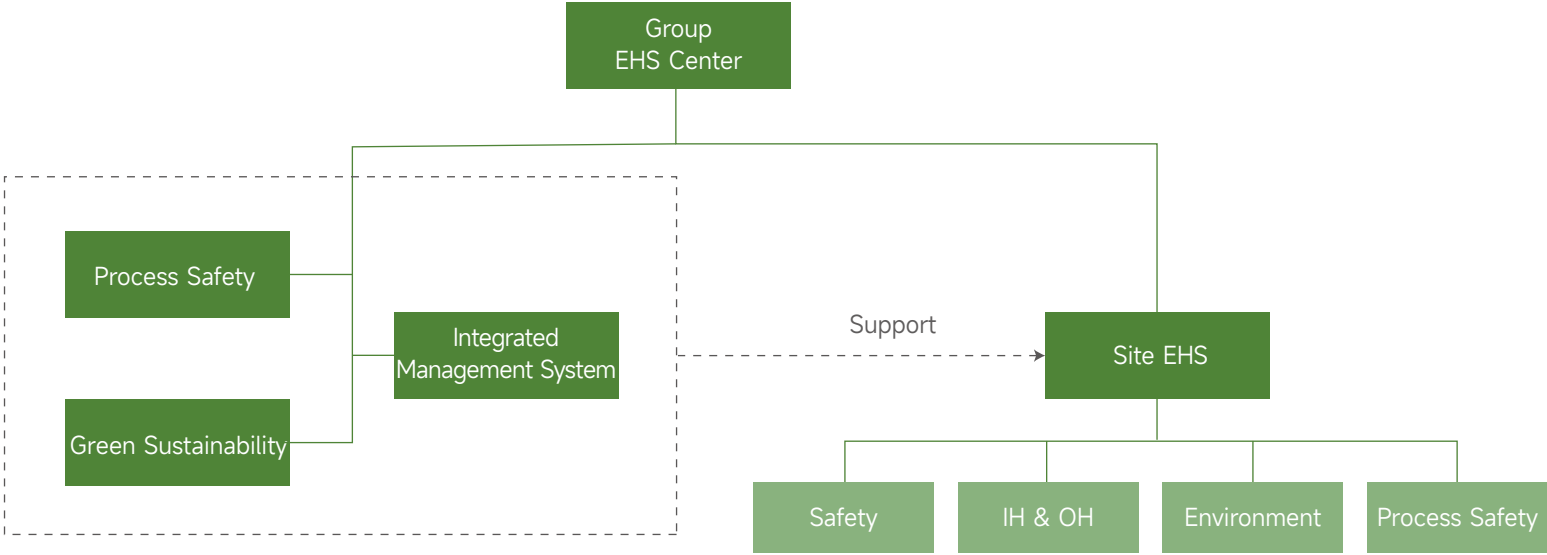 Group
EHS Center
Process Safety
Integrated
Management System
Green Sustainability
Support
Site EHS
Safety
IH & OH
Environment
Process Safety